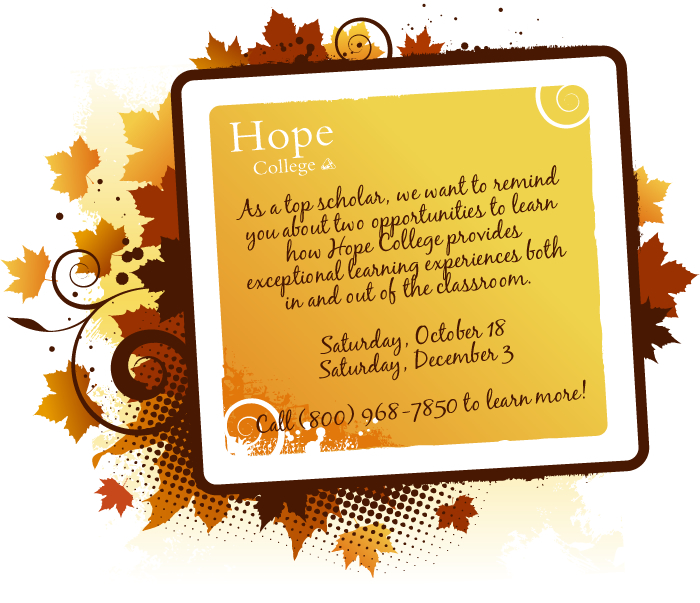 Hope
College
As a top scholar, we want to remind
you about two opportunities to learn
how Hope College provides
exceptional learning experiences both
in and out of the classroom.
Saturday, October 18
Saturday, December 3
Call (800) 968-7850 to learn more!